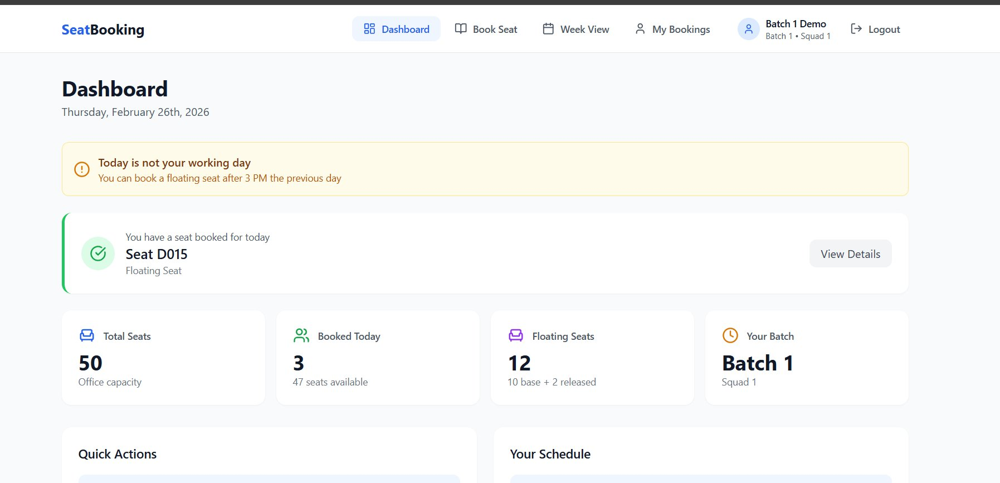 SeatBooking
Dashboard
Book Seat
Week View
My Bookings
Batch 1 Demo
Batch 1 • Squad 1
Logout
Dashboard
Thursday, February 26th, 2026
Today is not your working day
You can book a floating seat after 3 PM the previous day
You have a seat booked for today
Seat D015
Floating Seat
View Details
Total Seats
50
Office capacity
Booked Today
3
47 seats available
Floating Seats
12
10 base + 2 released
Your Batch
Batch 1
Squad 1
Quick Actions
Your Schedule